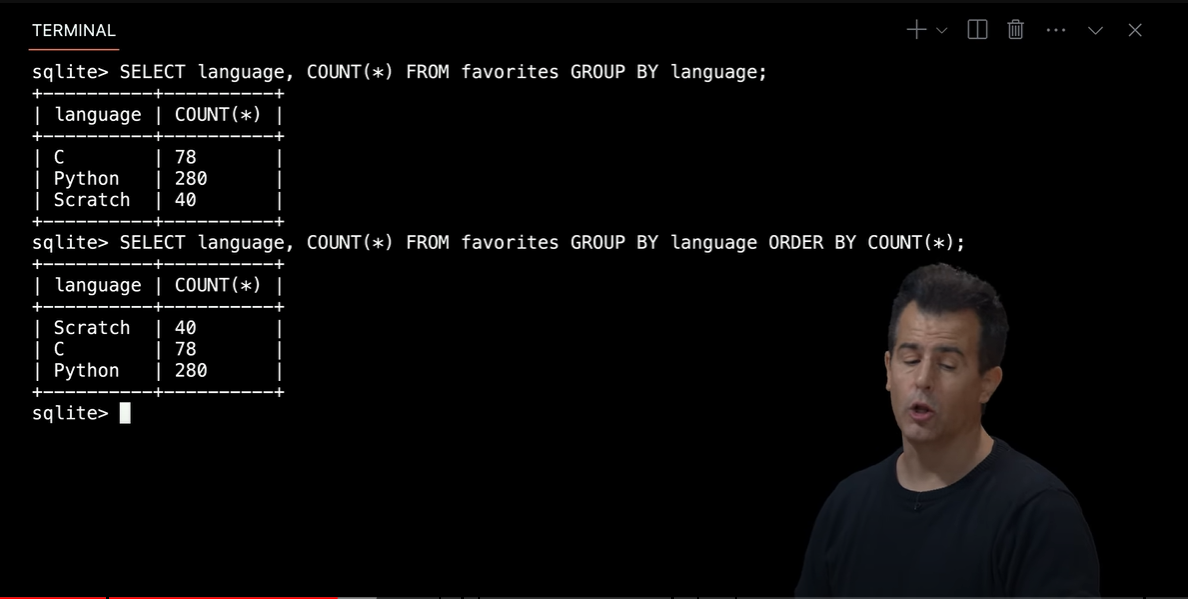 TERMINAL
sqlite> SELECT language, COUNT(*) FROM favorites GROUP BY language;
+----------+----------+
| language | COUNT(*) |
+----------+----------+
| C        | 78       |
| Python   | 280      |
| Scratch  | 40       |
+----------+----------+
sqlite> SELECT language, COUNT(*) FROM favorites GROUP BY language ORDER BY COUNT(*);
+----------+----------+
| language | COUNT(*) |
+----------+----------+
| Scratch  | 40       |
| C        | 78       |
| Python   | 280      |
+----------+----------+
sqlite>